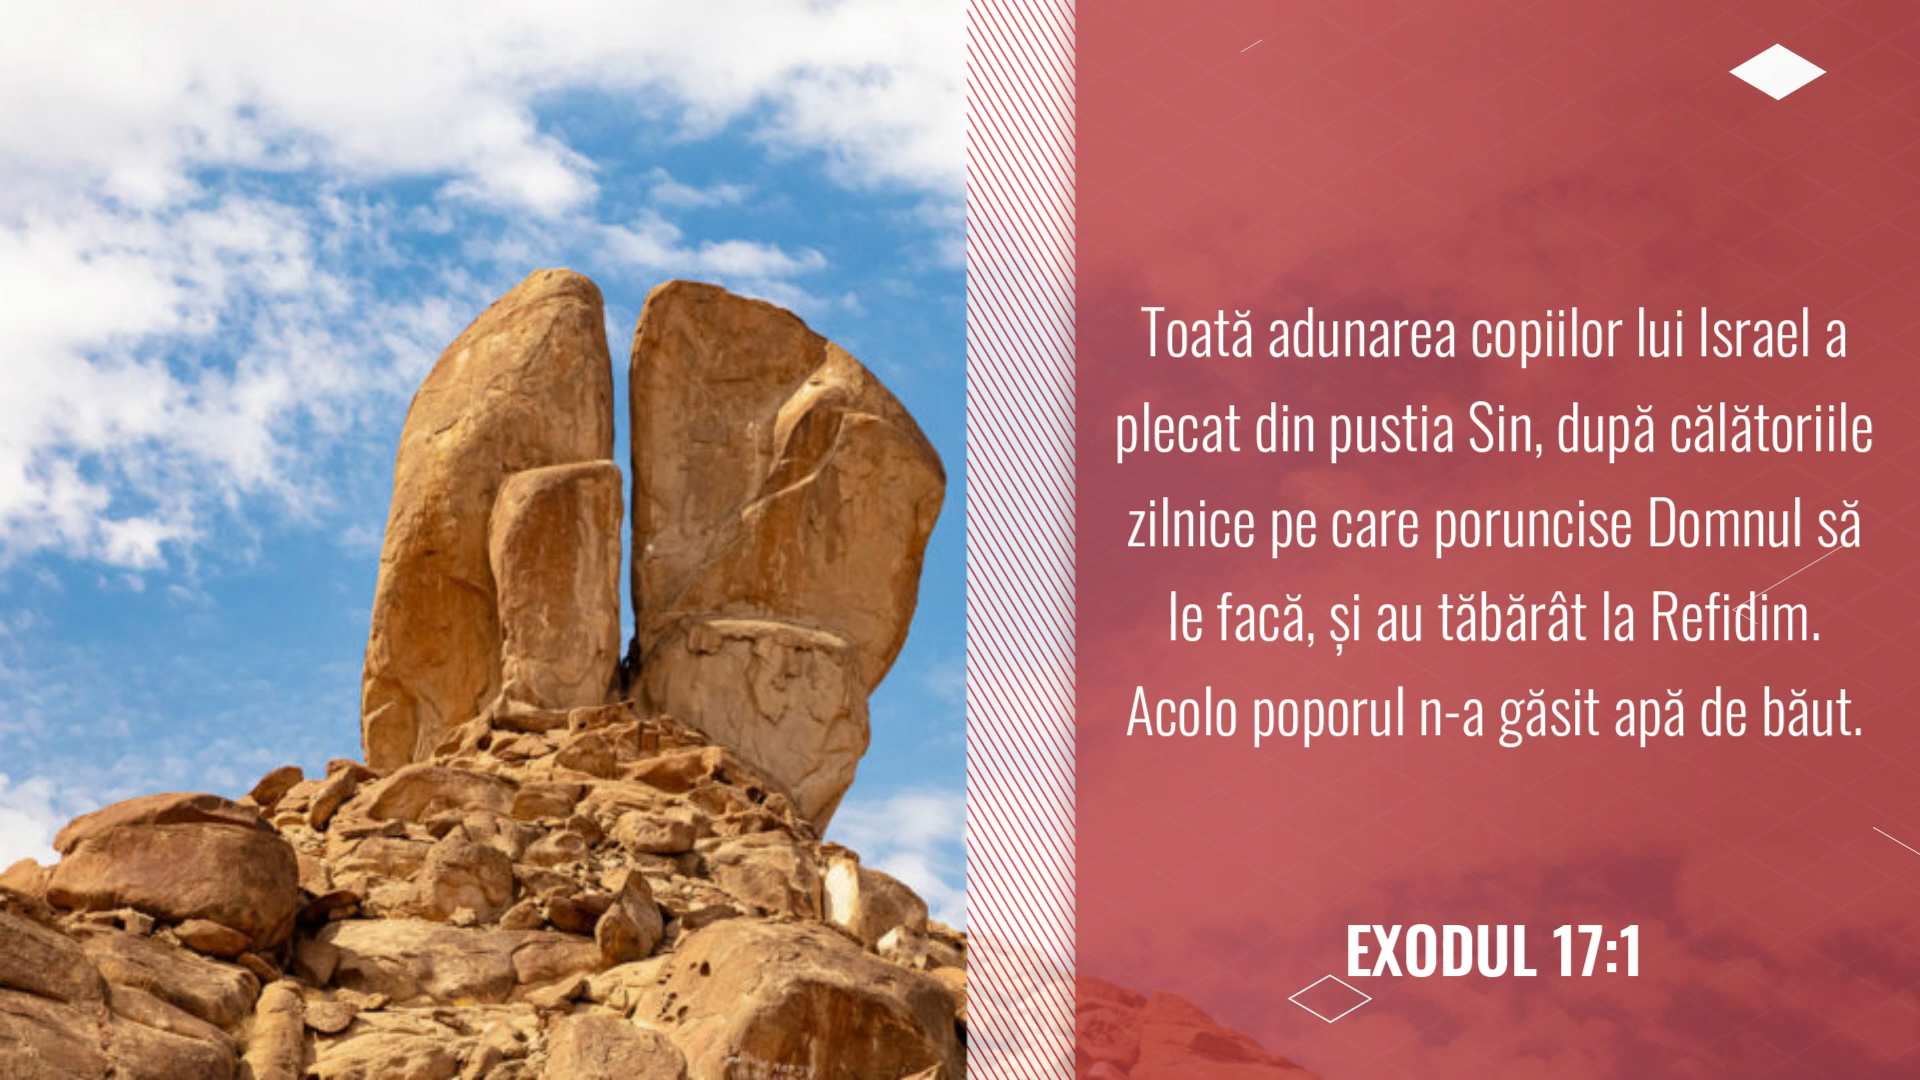 Toată adunarea copiilor lui Israel a
plecat din pustia Sin, după călătoriile
zilnice pe care poruncise Domnul să
le facă, și au tăbărât la Refidim.
Acolo poporul n-a găsit apă de băut.
EXODUL 17:1